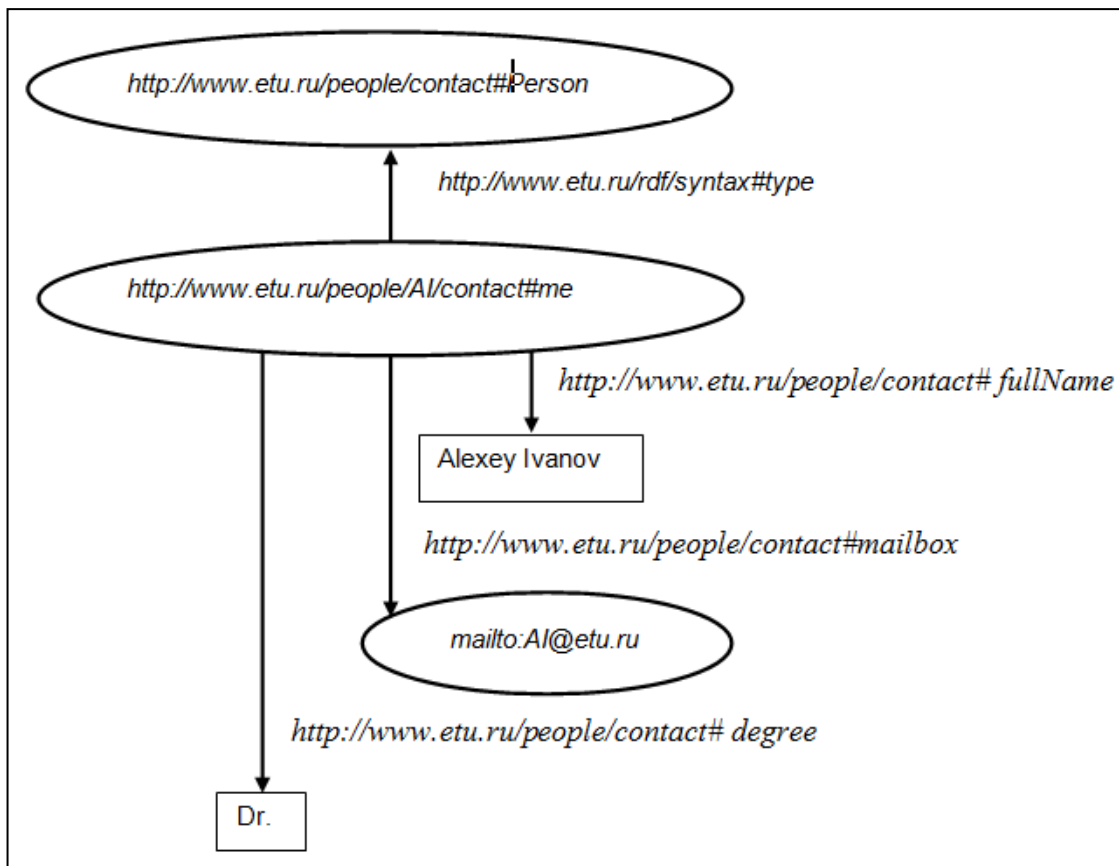 http://www.etu.ru/people/contact#Person
http://www.etu.ru/rdf/syntax#type
http://www.etu.ru/people/AI/contact#me
http://www.etu.ru/people/contact# fullName
Alexey Ivanov
http://www.etu.ru/people/contact#mailbox
mailto:AI@etu.ru
http://www.etu.ru/people/contact# degree
Dr.